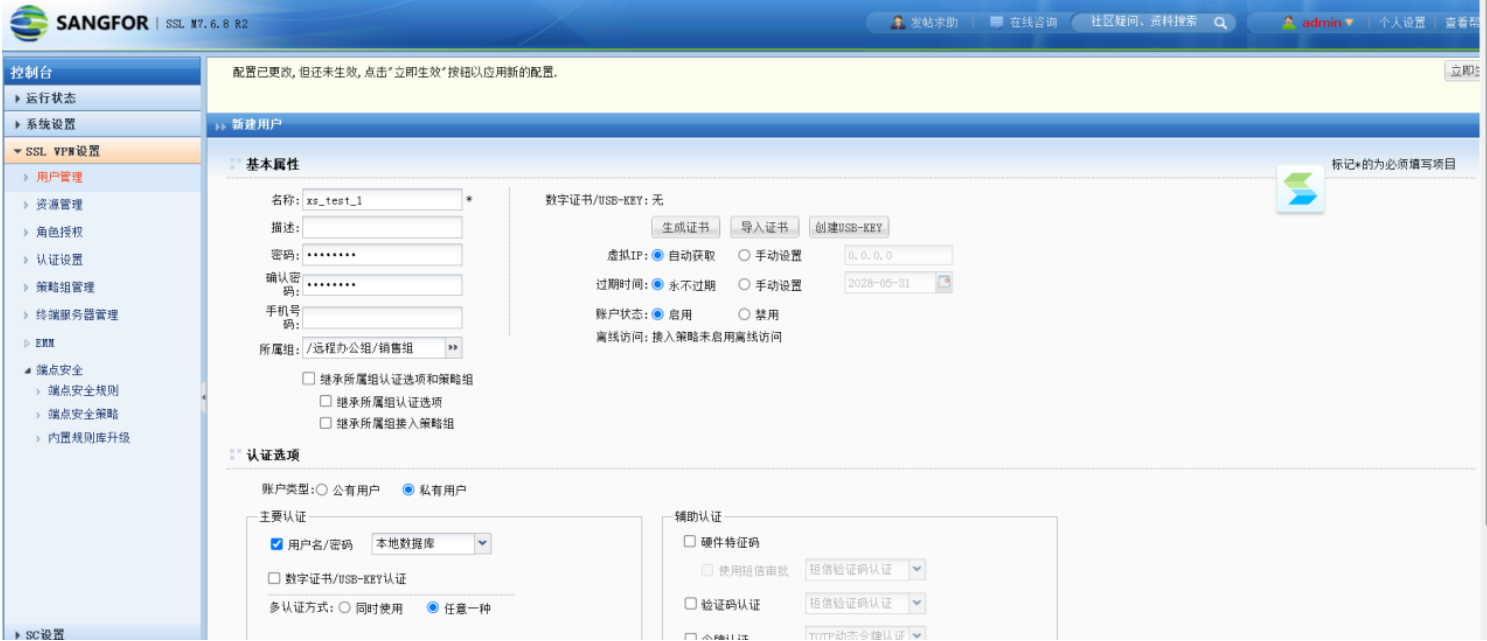 SANGFOR | SSL M7.6.8 R2
发帖求助 在线咨询 社区疑问、资料搜索 admin 个人设置 查看帮
控制台
配置已更改, 但还未生效, 点击"立即生效"按钮以应用新的配置.
立即生
运行状态
系统设置
新建用户
SSL VPN设置
基本属性
标记*的为必须填写项目
用户管理
资源管理
角色授权
认证设置
策略组管理
终端服务器管理
EMM
端点安全
端点安全规则
端点安全策略
内置规则库升级
SC设置
名称: xs_test_1 *
描述:
密码: ••••••••
确认密码: ••••••••
手机号码:
所属组: /远程办公组/销售组
继承所属组认证选项和策略组
继承所属组认证选项
继承所属组接入策略组
数字证书/USB-KEY: 无
生成证书 导入证书 创建USB-KEY
虚拟IP: 自动获取 手动设置 0.0.0.0
过期时间: 永不过期 手动设置 2028-05-31
账户状态: 启用 禁用
离线访问: 接入策略未启用离线访问
认证选项
账户类型: 公有用户 私有用户
主要认证
用户名/密码 本地数据库
数字证书/USB-KEY认证
多认证方式: 同时使用 任意一种
辅助认证
硬件特征码
使用短信审批 短信验证码认证
验证码认证 短信验证码认证
令牌认证 TOTP动态令牌认证